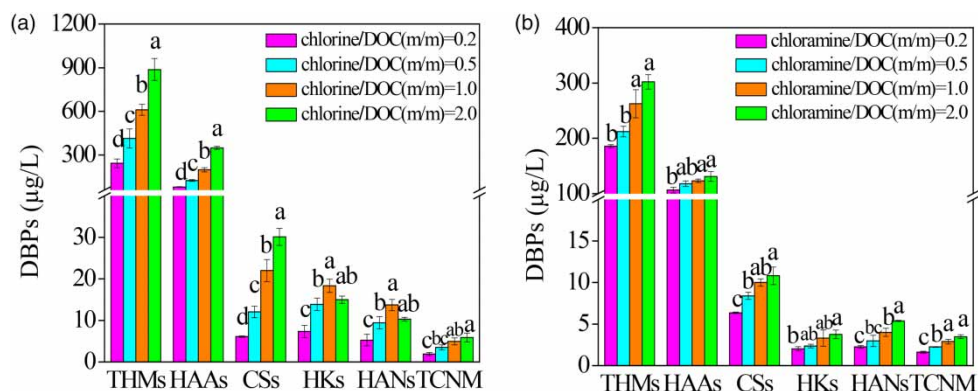 (a)
1200
900
600
300
30
20
10
0
DBPs (μg/L)
chlorine/DOC(m/m)=0.2
chlorine/DOC(m/m)=0.5
chlorine/DOC(m/m)=1.0
chlorine/DOC(m/m)=2.0
d c b a
d c b a
c c b a
c b a ab
c b a ab
c bc ab a
THMs HAAs CSs HKs HANs TCNM
(b)
400
300
200
100
15
10
5
0
DBPs (μg/L)
chloramine/DOC(m/m)=0.2
chloramine/DOC(m/m)=0.5
chloramine/DOC(m/m)=1.0
chloramine/DOC(m/m)=2.0
b b a a
b ab ab a
c b ab a
b ab ab a
c bc b a
c b a a
THMs HAAs CSs HKs HANs TCNM